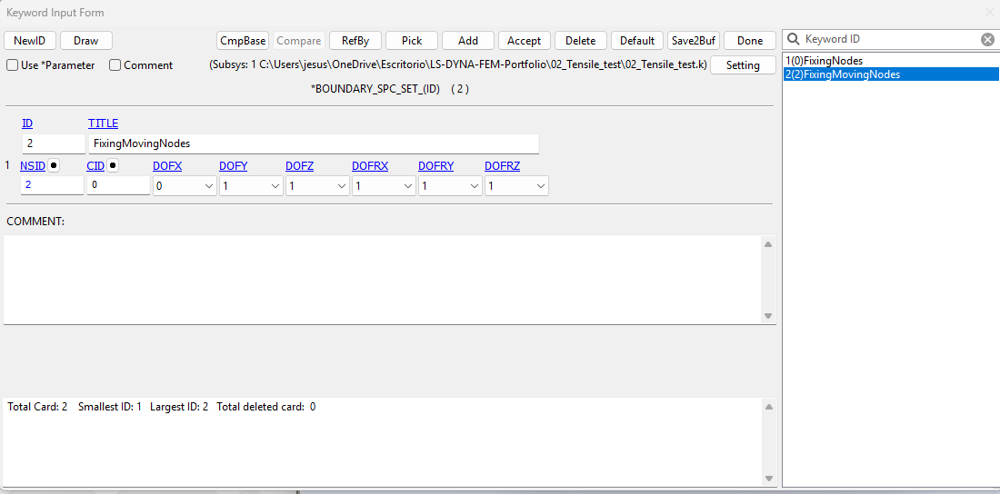 Keyword Input Form
NewID Draw CmpBase Compare RefBy Pick Add Accept Delete Default Save2Buf Done
Use *Parameter Comment (Subsys: 1 C:\Users\jesus\OneDrive\Escritorio\LS-DYNA-FEM-Portfolio\02_Tensile_test\02_Tensile_test.k) Setting
*BOUNDARY_SPC_SET_(ID) (2)
ID TITLE
2 FixingMovingNodes
1 NSID CID DOFX DOFY DOFZ DOFRX DOFRY DOFRZ
2 0 0 1 1 1 1 1
COMMENT:
Total Card: 2 Smallest ID: 1 Largest ID: 2 Total deleted card: 0
Keyword ID
1(0)FixingNodes
2(2)FixingMovingNodes